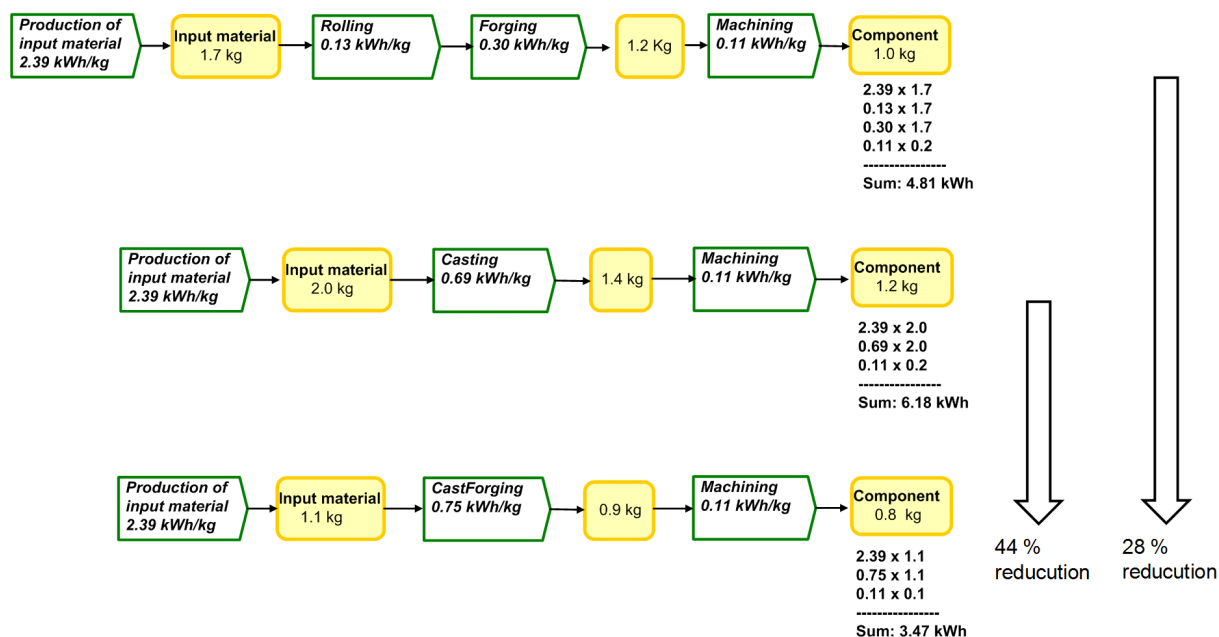 Production of
input material
2.39 kWh/kg
Input material
1.7 kg
Rolling
0.13 kWh/kg
Forging
0.30 kWh/kg
1.2 Kg
Machining
0.11 kWh/kg
Component
1.0 kg
2.39 x 1.7
0.13 x 1.7
0.30 x 1.7
0.11 x 0.2
----------------
Sum: 4.81 kWh
Production of
input material
2.39 kWh/kg
Input material
2.0 kg
Casting
0.69 kWh/kg
1.4 kg
Machining
0.11 kWh/kg
Component
1.2 kg
2.39 x 2.0
0.69 x 2.0
0.11 x 0.2
----------------
Sum: 6.18 kWh
Production of
input material
2.39 kWh/kg
Input material
1.1 kg
CastForging
0.75 kWh/kg
0.9 kg
Machining
0.11 kWh/kg
Component
0.8 kg
2.39 x 1.1
0.75 x 1.1
0.11 x 0.1
----------------
Sum: 3.47 kWh
44 %
reducution
28 %
reducution